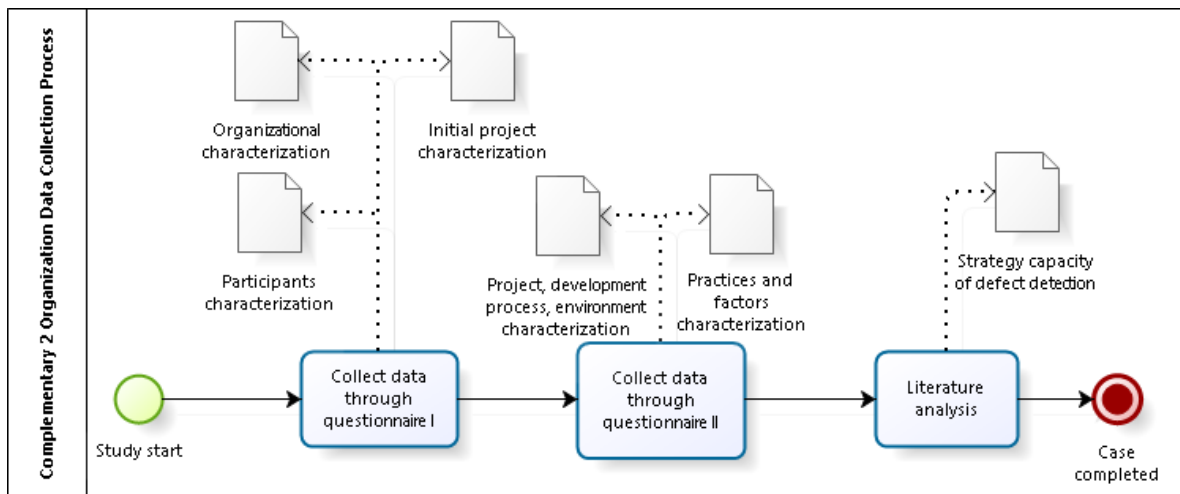 Complementary 2 Organization Data Collection Process
Organizational
characterization
Initial project
characterization
Participants
characterization
Project, development
process, environment
characterization
Practices and
factors
characterization
Strategy capacity
of defect detection
Study start
Collect data
through
questionnaire I
Collect data
through
questionnaire II
Literature
analysis
Case
completed